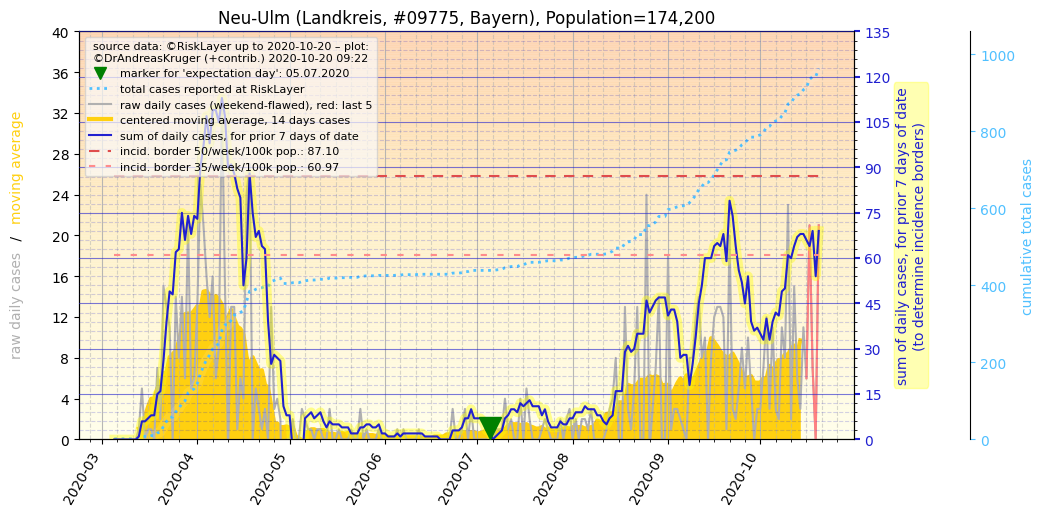 Neu-Ulm (Landkreis, #09775, Bayern), Population=174,200
source data: ©RiskLayer up to 2020-10-20 – plot:
©DrAndreasKruger (+contrib.) 2020-10-20 09:22
marker for 'expectation day': 05.07.2020
total cases reported at RiskLayer
raw daily cases (weekend-flawed), red: last 5
centered moving average, 14 days cases
sum of daily cases, for prior 7 days of date
incid. border 50/week/100k pop.: 87.10
incid. border 35/week/100k pop.: 60.97
raw daily cases / moving average
40
36
32
28
24
20
16
12
8
4
0
2020-03
2020-04
2020-05
2020-06
2020-07
2020-08
2020-09
2020-10
135
120
105
90
75
60
45
30
15
0
sum of daily cases, for prior 7 days of date
(to determine incidence borders)
1000
800
600
400
200
0
cumulative total cases